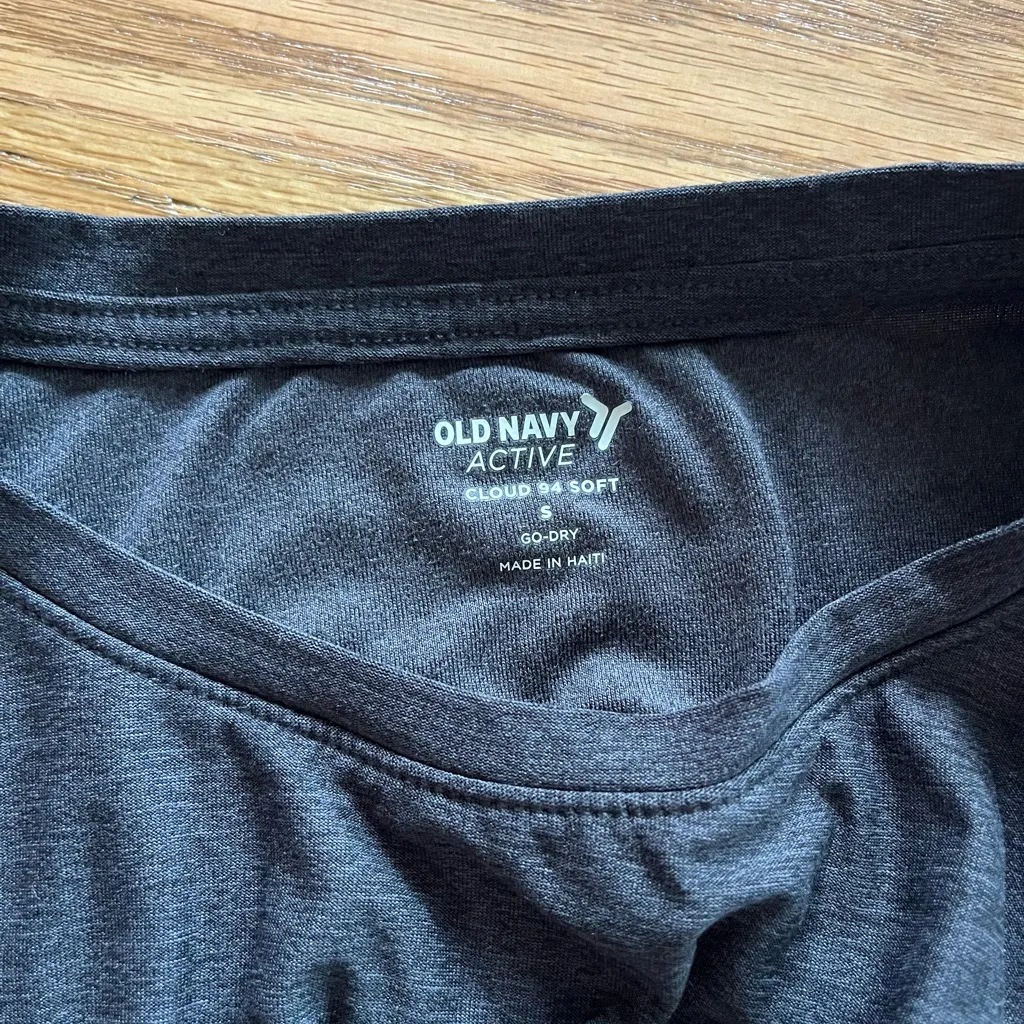 OLD NAVY
ACTIVE
CLOUD 94 SOFT
S
GO-DRY
MADE IN HAITI